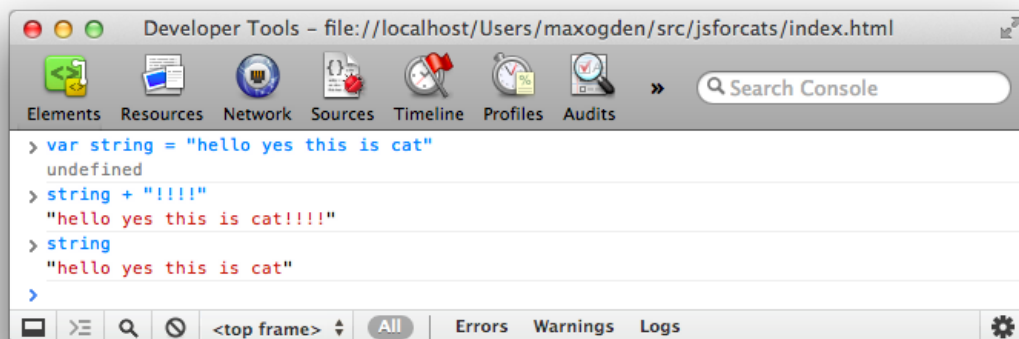 Developer Tools – file://localhost/Users/maxogden/src/jsforcats/index.html
Elements Resources Network Sources Timeline Profiles Audits » Search Console
> var string = "hello yes this is cat"
undefined
> string + "!!!!"
"hello yes this is cat!!!!"
> string
"hello yes this is cat"
>
<top frame> All Errors Warnings Logs